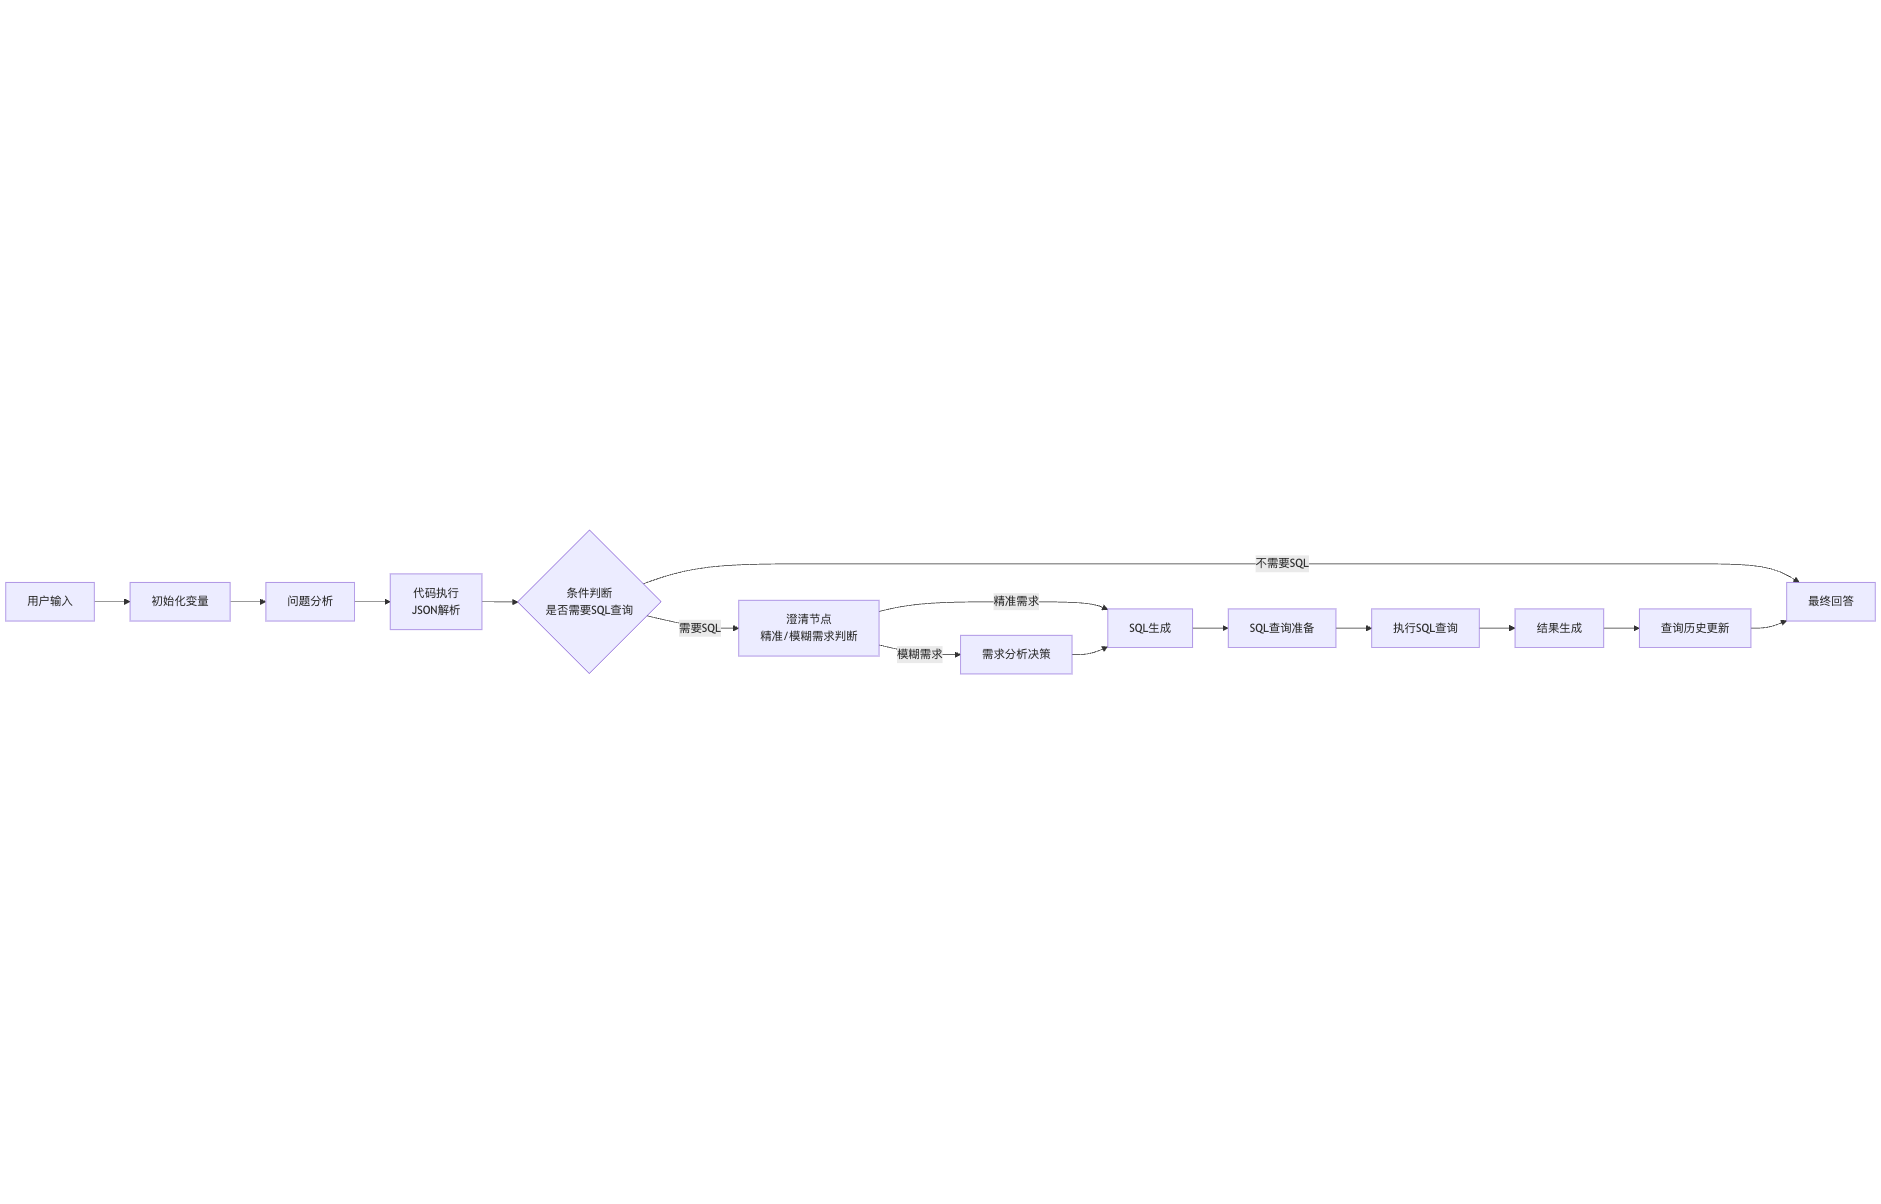 用户输入
初始化变量
问题分析
代码执行
JSON解析
条件判断
是否需要SQL查询
不需要SQL
需要SQL
澄清节点
精准/模糊需求判断
精准需求
模糊需求
需求分析决策
SQL生成
SQL查询准备
执行SQL查询
结果生成
查询历史更新
最终回答